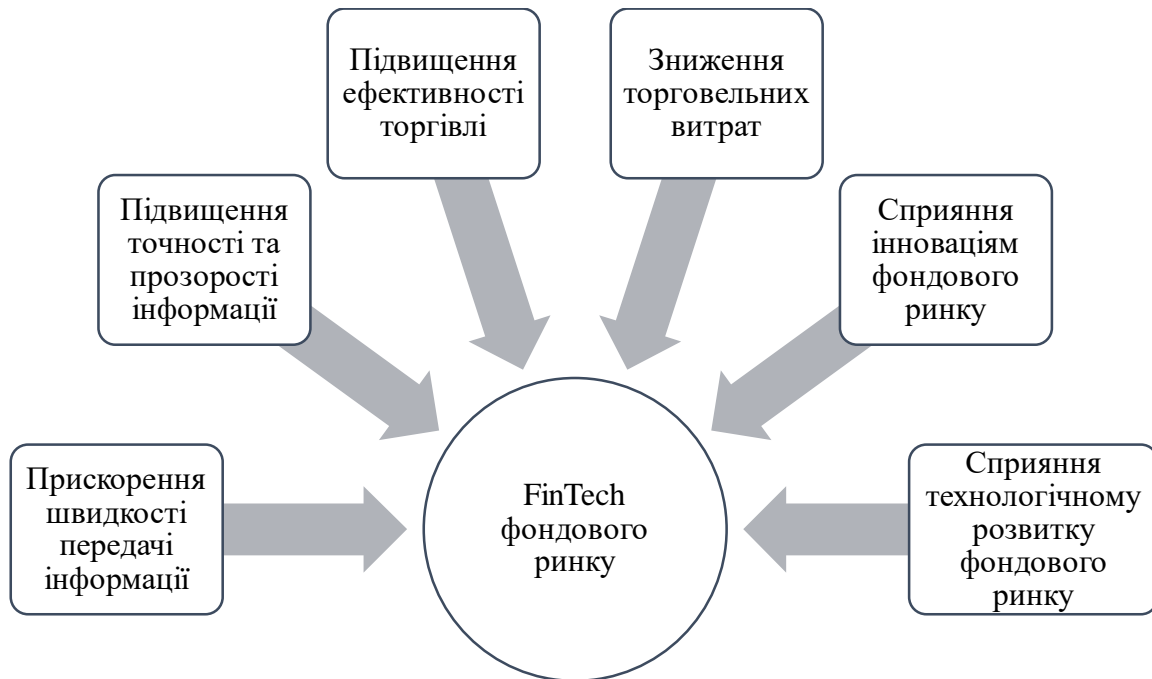 Підвищення
ефективності
торгівлі
Зниження
торговельних
витрат
Підвищення
точності та
прозорості
інформації
Сприяння
інноваціям
фондового
ринку
Прискорення
швидкості
передачі
інформації
FinTech
фондового
ринку
Сприяння
технологічному
розвитку
фондового
ринку